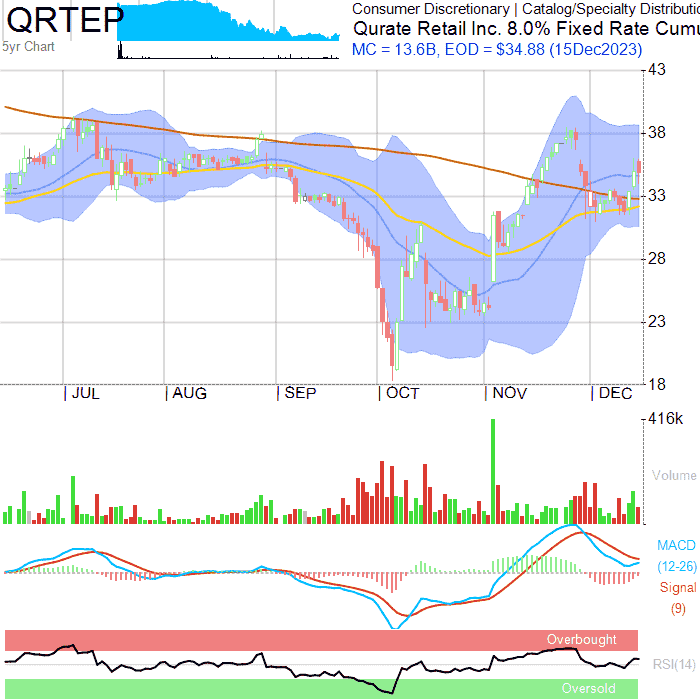 QRTEP
5yr Chart
Consumer Discretionary | Catalog/Specialty Distributio
Qurate Retail Inc. 8.0% Fixed Rate Cumu
MC = 13.6B, EOD = $34.88 (15Dec2023)
43
38
33
28
23
18
JUL AUG SEP OCT NOV DEC
416k
Volume
MACD
(12-26)
Signal
(9)
Overbought
RSI(14)
Oversold